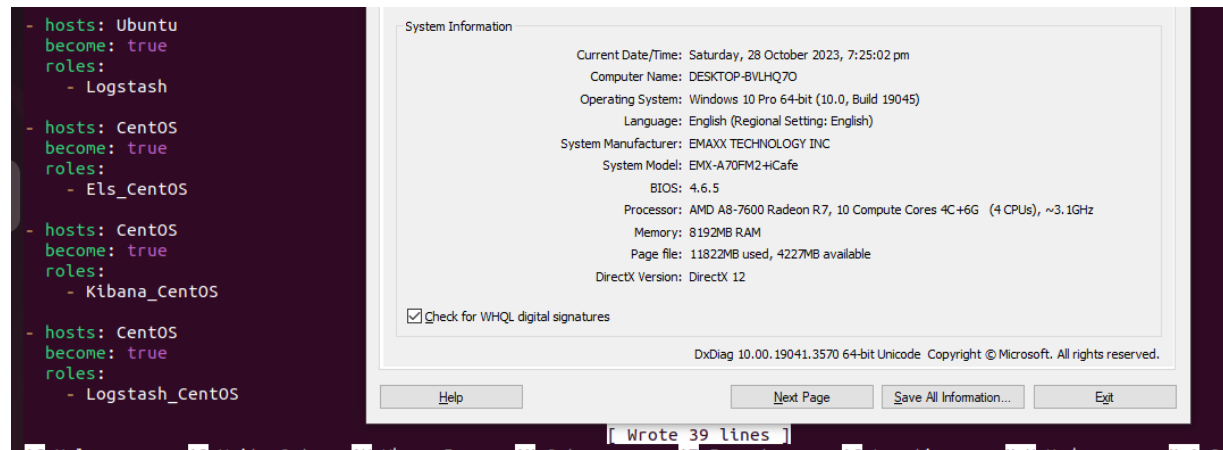 - hosts: Ubuntu
become: true
roles:
- Logstash
- hosts: CentOS
become: true
roles:
- Els_CentOS
- hosts: CentOS
become: true
roles:
- Kibana_CentOS
- hosts: CentOS
become: true
roles:
- Logstash_CentOS
System Information
Current Date/Time: Saturday, 28 October 2023, 7:25:02 pm
Computer Name: DESKTOP-BVLHQ7O
Operating System: Windows 10 Pro 64-bit (10.0, Build 19045)
Language: English (Regional Setting: English)
System Manufacturer: EMAXX TECHNOLOGY INC
System Model: EMX-A70FM2+iCafe
BIOS: 4.6.5
Processor: AMD A8-7600 Radeon R7, 10 Compute Cores 4C+6G (4 CPUs), ~3.1GHz
Memory: 8192MB RAM
Page file: 11822MB used, 4227MB available
DirectX Version: DirectX 12
Check for WHQL digital signatures
DxDiag 10.00.19041.3570 64-bit Unicode Copyright © Microsoft. All rights reserved.
Help Next Page Save All Information... Exit
[ Wrote 39 lines ]